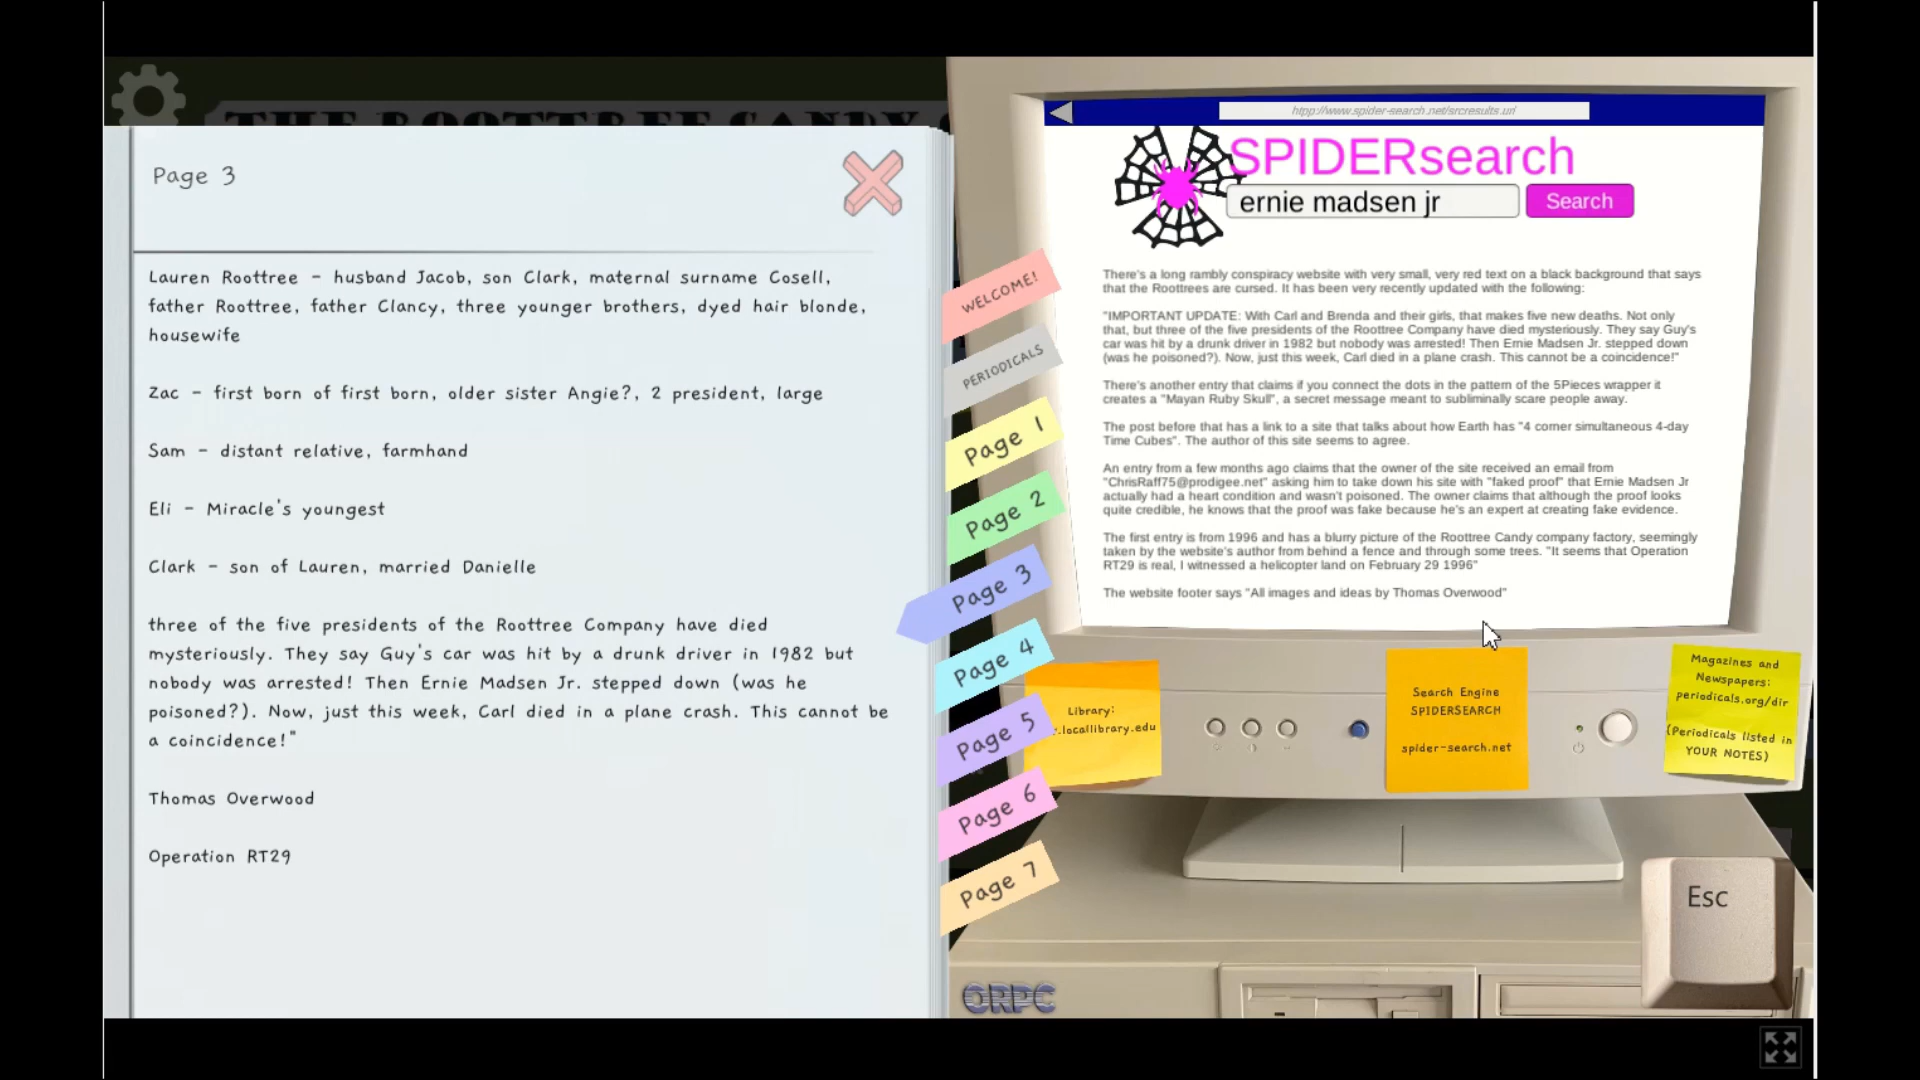 THE ROOTTREE CANDY
Page 3
Lauren Roottree - husband Jacob, son Clark, maternal surname Cosell,
father Roottree, father Clancy, three younger brothers, dyed hair blonde,
housewife
Zac - first born of first born, older sister Angie?, 2 president, large
Sam - distant relative, farmhand
Eli - Miracle's youngest
Clark - son of Lauren, married Danielle
three of the five presidents of the Roottree Company have died
mysteriously. They say Guy's car was hit by a drunk driver in 1982 but
nobody was arrested! Then Ernie Madsen Jr. stepped down (was he
poisoned?). Now, just this week, Carl died in a plane crash. This cannot be
a coincidence!"
Thomas Overwood
Operation RT29
WELCOME!
PERIODICALS
Page 1
Page 2
Page 3
Page 4
Page 5
Page 6
Page 7
htpp://www.spider-search.net/srcresults.url
SPIDERsearch
ernie madsen jr
Search
There's a long rambly conspiracy website with very small, very red text on a black background that says
that the Roottrees are cursed. It has been very recently updated with the following:
"IMPORTANT UPDATE: With Carl and Brenda and their girls, that makes five new deaths. Not only
that, but three of the five presidents of the Roottree Company have died mysteriously. They say Guy's
car was hit by a drunk driver in 1982 but nobody was arrested! Then Ernie Madsen Jr. stepped down
(was he poisoned?). Now, just this week, Carl died in a plane crash. This cannot be a coincidence!"
There's another entry that claims if you connect the dots in the pattern of the 5Pieces wrapper it
creates a "Mayan Ruby Skull", a secret message meant to subliminally scare people away.
The post before that has a link to a site that talks about how Earth has "4 corner simultaneous 4-day
Time Cubes". The author of this site seems to agree.
An entry from a few months ago claims that the owner of the site received an email from
"ChrisRaff75@prodigee.net" asking him to take down his site with "faked proof" that Ernie Madsen Jr
actually had a heart condition and wasn't poisoned. The owner claims that although the proof looks
quite credible, he knows that the proof was fake because he's an expert at creating fake evidence.
The first entry is from 1996 and has a blurry picture of the Roottree Candy company factory, seemingly
taken by the website's author from behind a fence and through some trees. "It seems that Operation
RT29 is real, I witnessed a helicopter land on February 29 1996"
The website footer says "All images and ideas by Thomas Overwood"
Library:
.locallibrary.edu
Search Engine
SPIDERSEARCH
spider-search.net
Magazines and
Newspapers:
periodicals.org/dir
(Periodicals listed in
YOUR NOTES)
Esc
ORPC